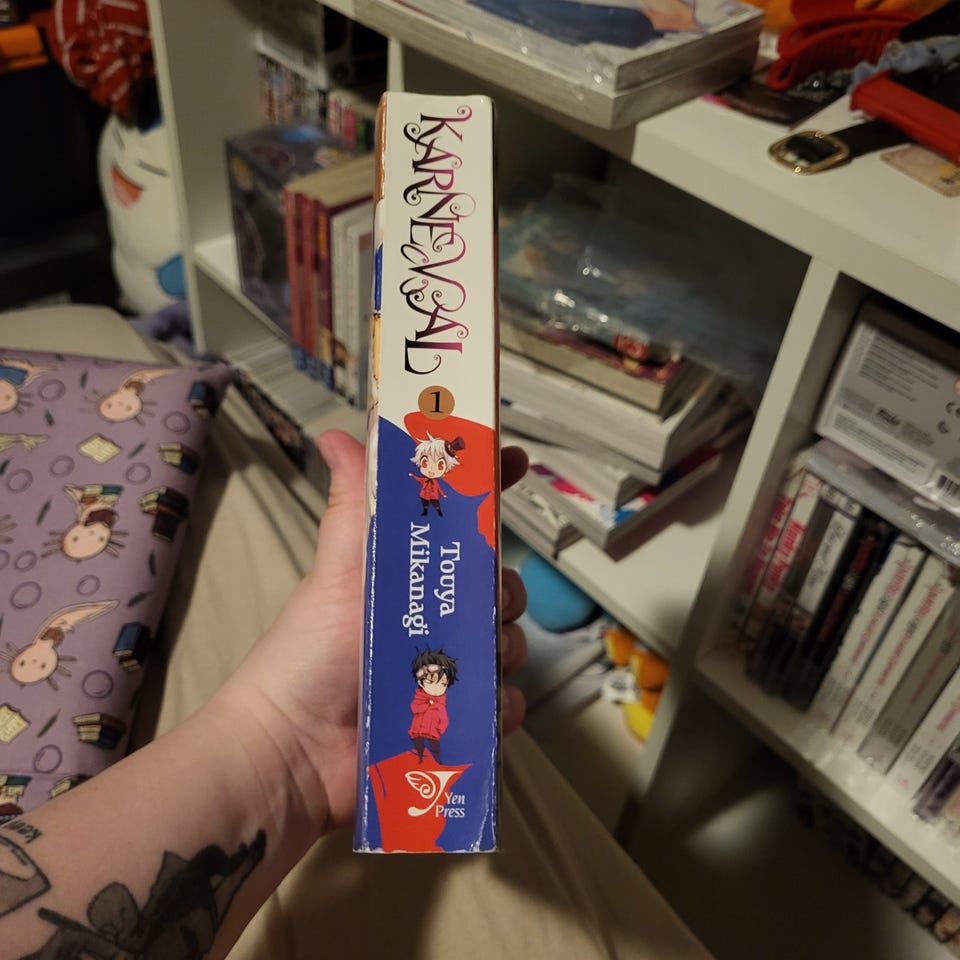 KARNEVAL
1
Touya
Mikanagi
Yen
Press